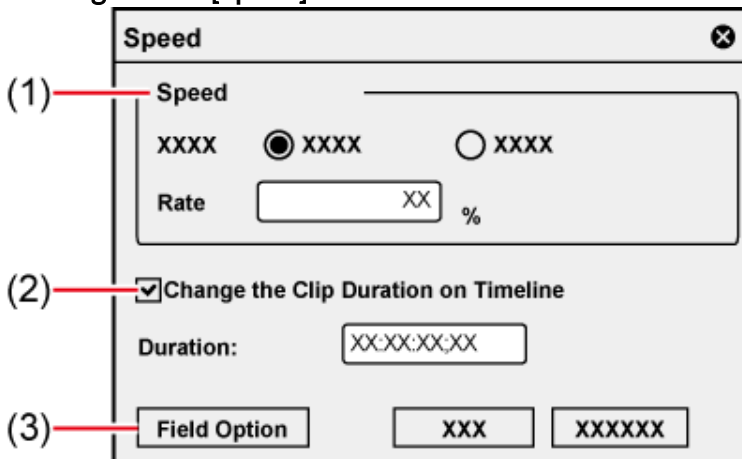 Speed
(1)
Speed
XXXX XXXX XXXX
Rate XX %
(2)
Change the Clip Duration on Timeline
Duration: XX:XX:XX;XX
(3)
Field Option XXX XXXXXX